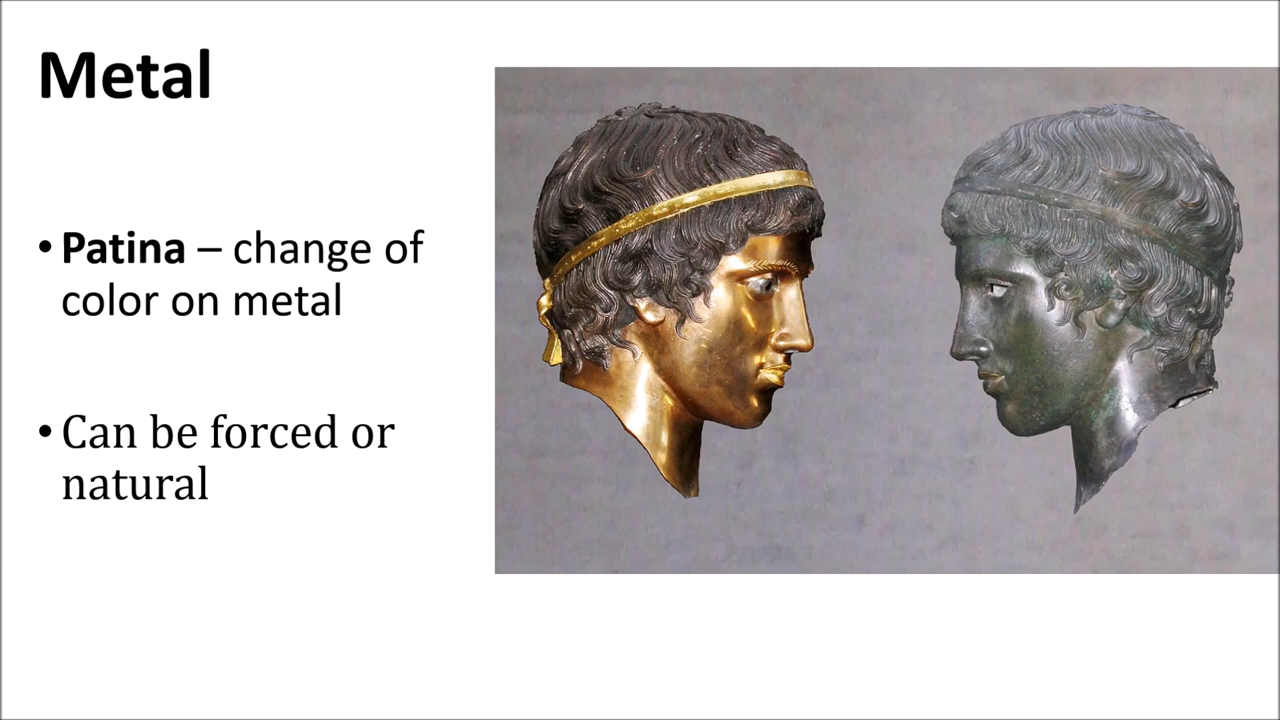 Metal
• Patina – change of
color on metal
• Can be forced or
natural